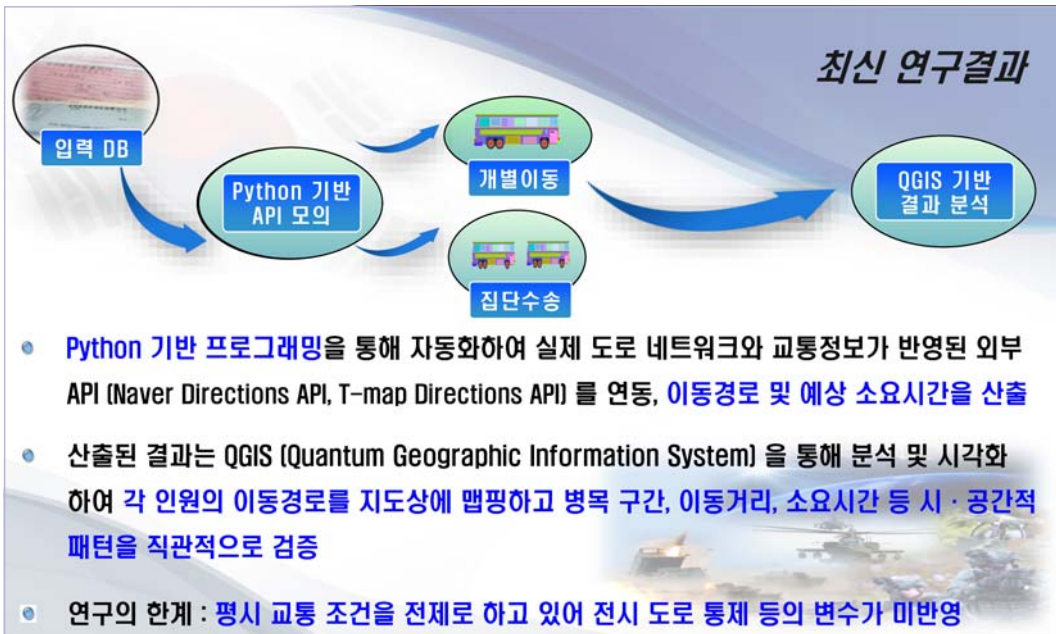 최신 연구결과
입력 DB
Python 기반
API 모의
개별이동
집단수송
QGIS 기반
결과 분석
Python 기반 프로그래밍을 통해 자동화하여 실제 도로 네트워크와 교통정보가 반영된 외부
API (Naver Directions API, T-map Directions API) 를 연동, 이동경로 및 예상 소요시간을 산출
산출된 결과는 QGIS (Quantum Geographic Information System) 을 통해 분석 및 시각화
하여 각 인원의 이동경로를 지도상에 맵핑하고 병목 구간, 이동거리, 소요시간 등 시 · 공간적
패턴을 직관적으로 검증
연구의 한계 : 평시 교통 조건을 전제로 하고 있어 전시 도로 통제 등의 변수가 미반영